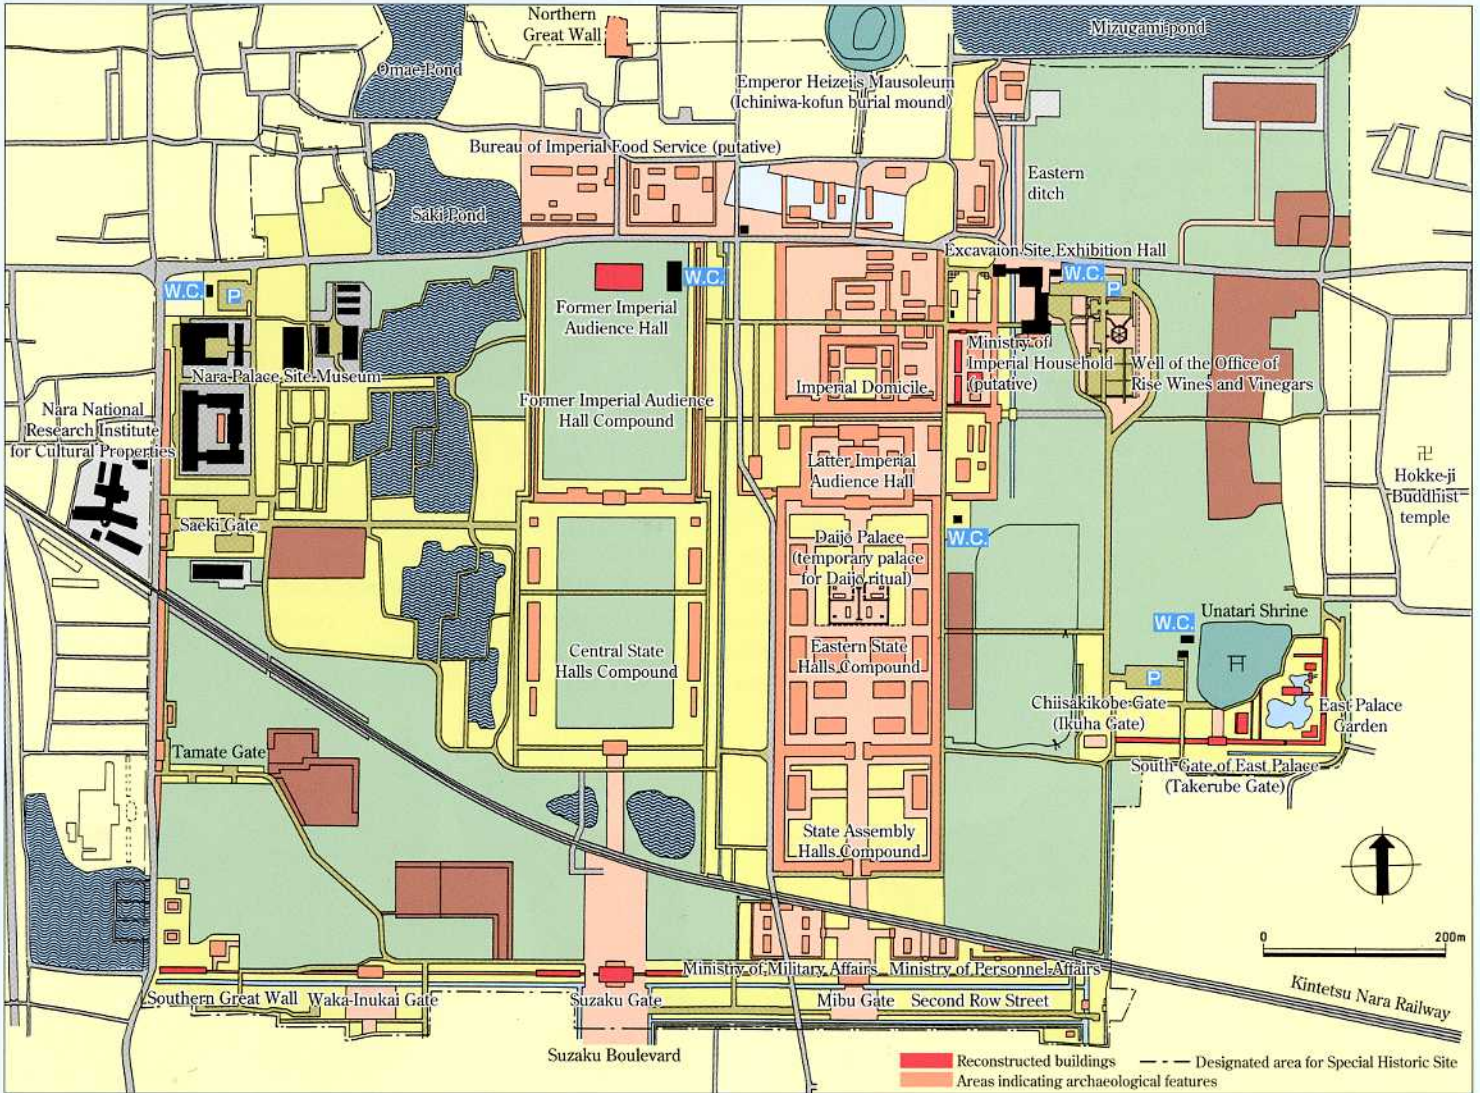 Northern
Great Wall
Mizugami pond
Omae Pond
Emperor Heizeijs Mausoleum
(Ichiniwa-kofun burial mound)
Bureau of Imperial Food Service (putative)
Eastern
ditch
Saki Pond
Excavaion Site Exhibition Hall
W.C.
W.C.
W.C.
P
P
Former Imperial
Audience Hall
Ministry of
Imperial Household
(putative)
Well of the Office of
Rise Wines and Vinegars
Nara Palace Site Museum
Imperial Domicile
Former Imperial Audience
Hall Compound
Nara National
Research Institute
for Cultural Properties
Latter Imperial
Audience Hall
卍
Hokke-ji
Buddhist
temple
Saeki Gate
W.C.
Daijo Palace
(temporary palace
for Daijo ritual)
Unatari Shrine
W.C.
Central State
Halls Compound
Eastern State
Halls Compound
P
Chiisakikobe Gate
(Ikuha Gate)
East Palace
Garden
Tamate Gate
South Gate of East Palace
(Takerube Gate)
State Assembly
Halls Compound
0 200m
Ministry of Military Affairs
Ministry of Personnel Affairs
Southern Great Wall
Waka-Inukai Gate
Suzaku Gate
Mibu Gate
Second Row Street
Kintetsu Nara Railway
Suzaku Boulevard
Reconstructed buildings
Designated area for Special Historic Site
Areas indicating archaeological features